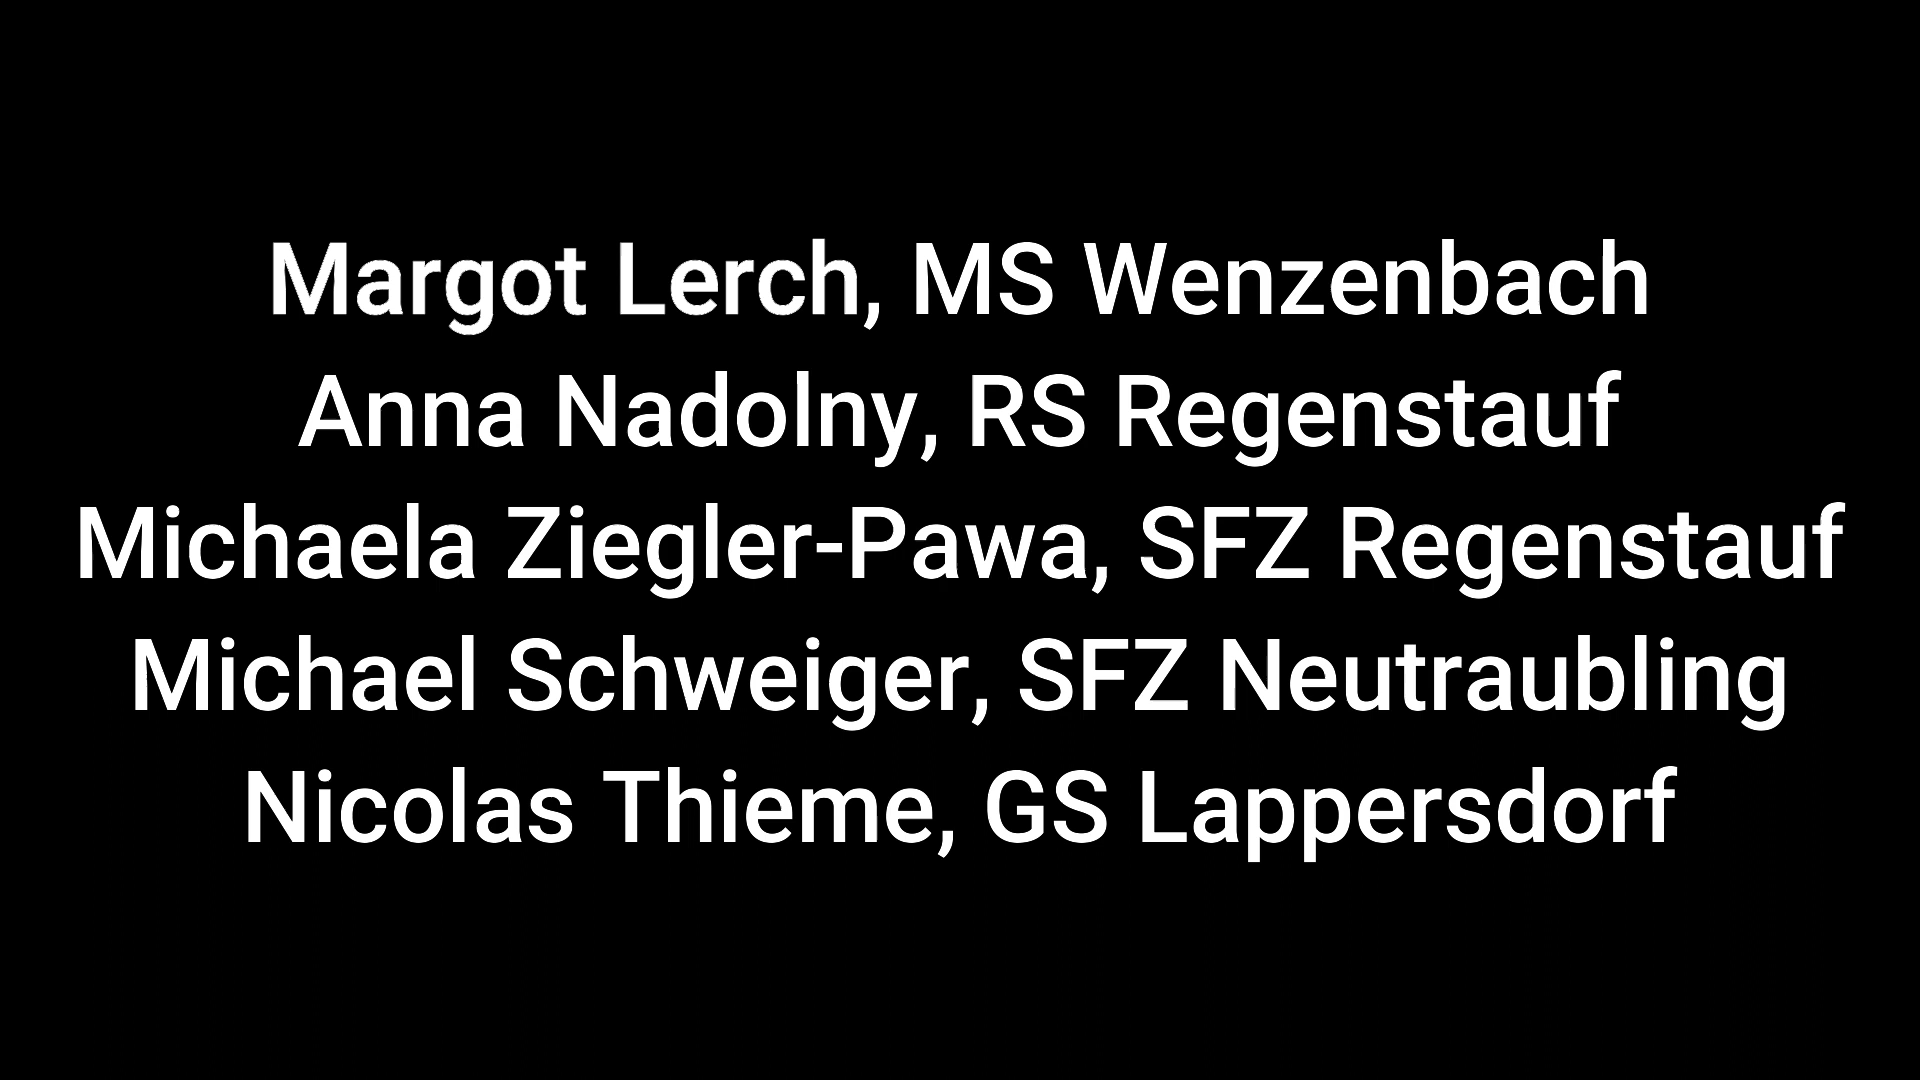 Margot Lerch, MS Wenzenbach
Anna Nadolny, RS Regenstauf
Michaela Ziegler-Pawa, SFZ Regenstauf
Michael Schweiger, SFZ Neutraubling
Nicolas Thieme, GS Lappersdorf